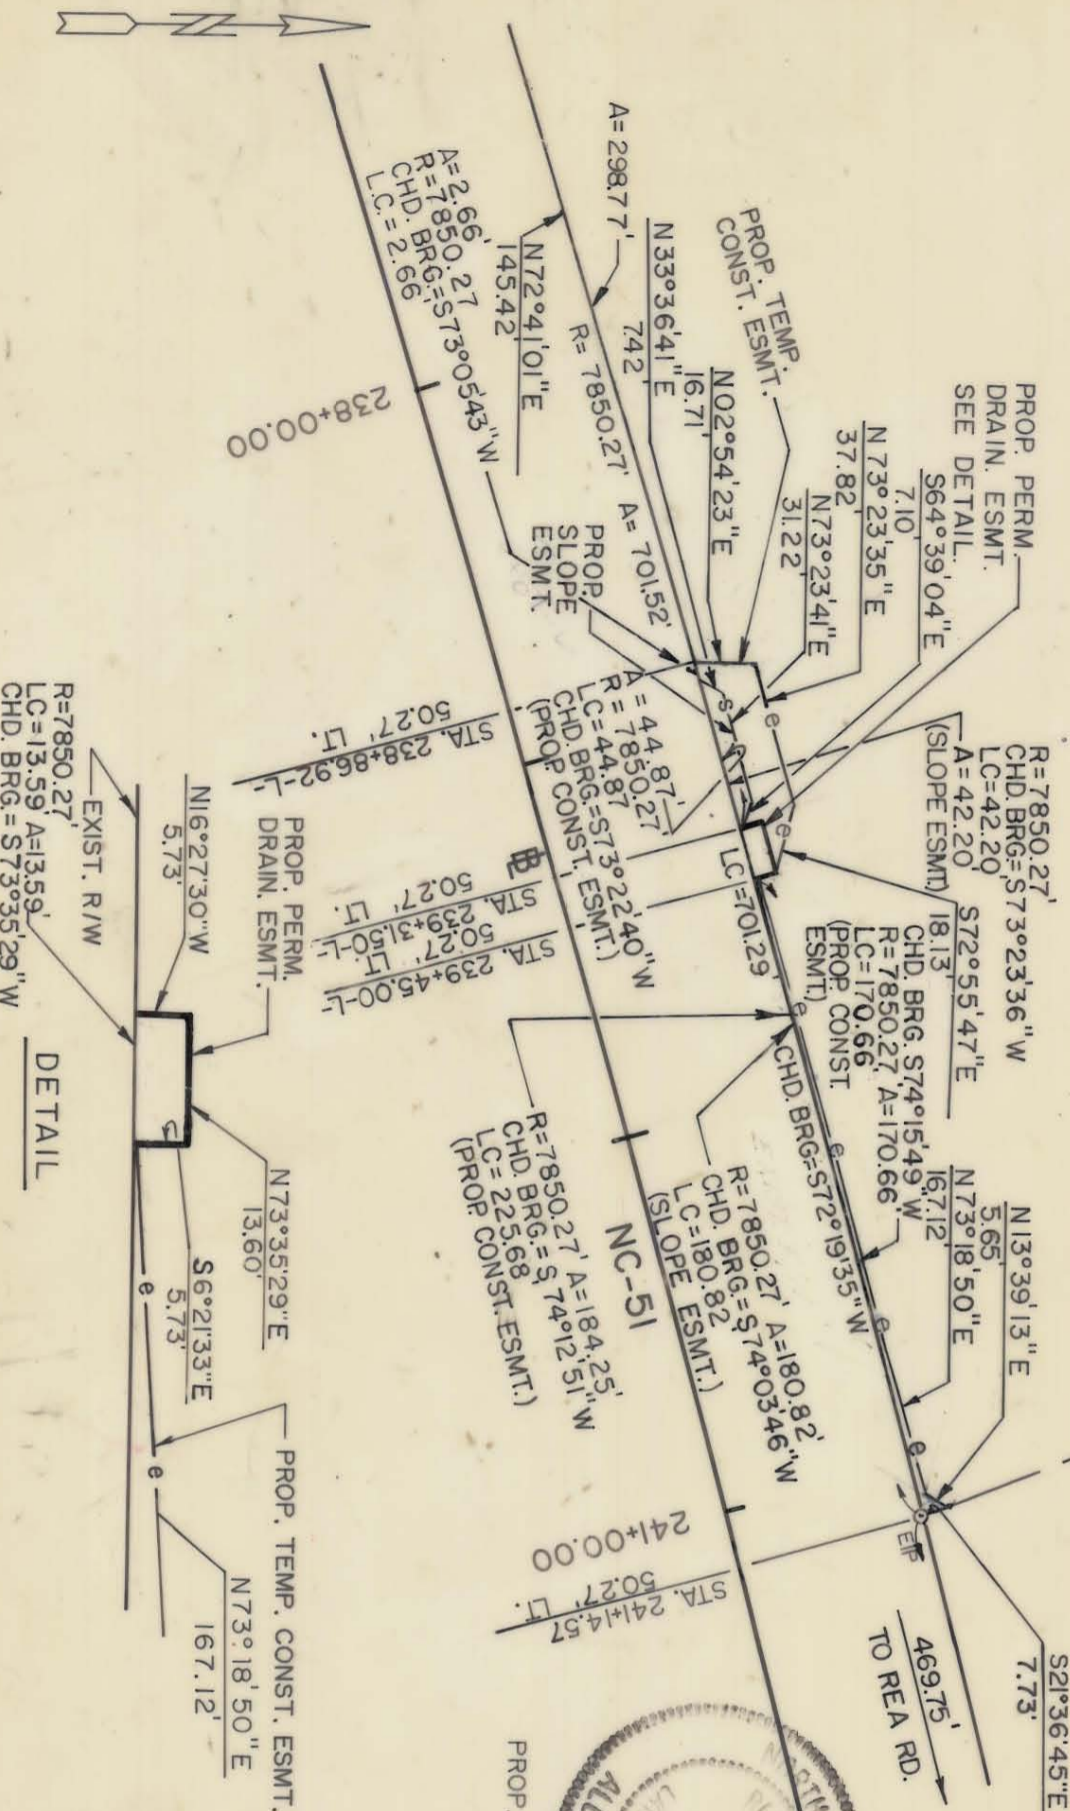 A= 298.77'
PROP. TEMP.
CONST. ESMT.
N33°36'41"E
7.42'
N02°54'23"E
16.71'
PROP. PERM.
DRAIN. ESMT.
SEE DETAIL.
S64°39'04"E
7.10'
N 73°23'35"E
37.82'
N73°23'41"E
31.22'
R=7850.27'
CHD.BRG=S73°23'36"W
LC=42.20'
A=42.20'
(SLOPE ESMT.)
S72°55'47"E
18.13'
CHD. BRG. S74°15'49"W
R=7850.27' A=170.66'
LC=170.66'
(PROP. CONST.
ESMT.)
N13°39'13"E
5.65'
N73°18'50"E
167.12'
S21°36'45"E
7.73'
469.75'
TO REA RD.
EIP
A=2.66'
R=7850.27
CHD. BRG.=S73°05'43"W
L.C.=2.66'
N72°41'01"E
145.42'
R= 7850.27' A= 701.52'
LC=701.29'
CHD. BRG=S72°19'35"W
PROP.
SLOPE
ESMT.
S
e
e
e
e
e
e
A = 44.87'
R= 7850.27'
LC=44.87
CHD.BRG=S73°22'40"W
(PROP. CONST. ESMT.)
238+00.00
STA. 238+86.92-L-
50.27' LT.
STA. 239+31.50-L-
50.27' LT.
STA. 239+45.00-L-
50.27' LT.
R=7850.27' A=184.25'
CHD. BRG.= S 74°12'51"W
LC= 225.68'
(PROP. CONST. ESMT.)
R=7850.27' A=180.82'
CHD. BRG.=S74°03'46"W
LC=180.82
(SLOPE ESMT.)
NC-51
241+00.00
STA. 241+14.57
50.27' LT.
PROP.
R=7850.27'
LC=13.59' A=13.59'
CHD. BRG.= S73°35'29"W
EXIST. R/W
N16°27'30"W
5.73'
PROP. PERM.
DRAIN. ESMT.
N73°35'29"E
13.60'
S6°21'33"E
5.73'
e
e
PROP. TEMP. CONST. ESMT.
N73°18'50"E
167.12'
DETAIL